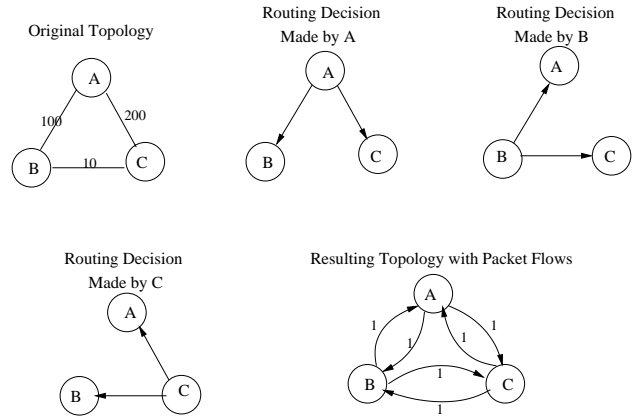 Original Topology
A
100
200
B
10
C
Routing Decision
Made by A
A
B
C
Routing Decision
Made by B
A
B
C
Routing Decision
Made by C
A
B
C
Resulting Topology with Packet Flows
A
1
1
1
1
B
1
C
1